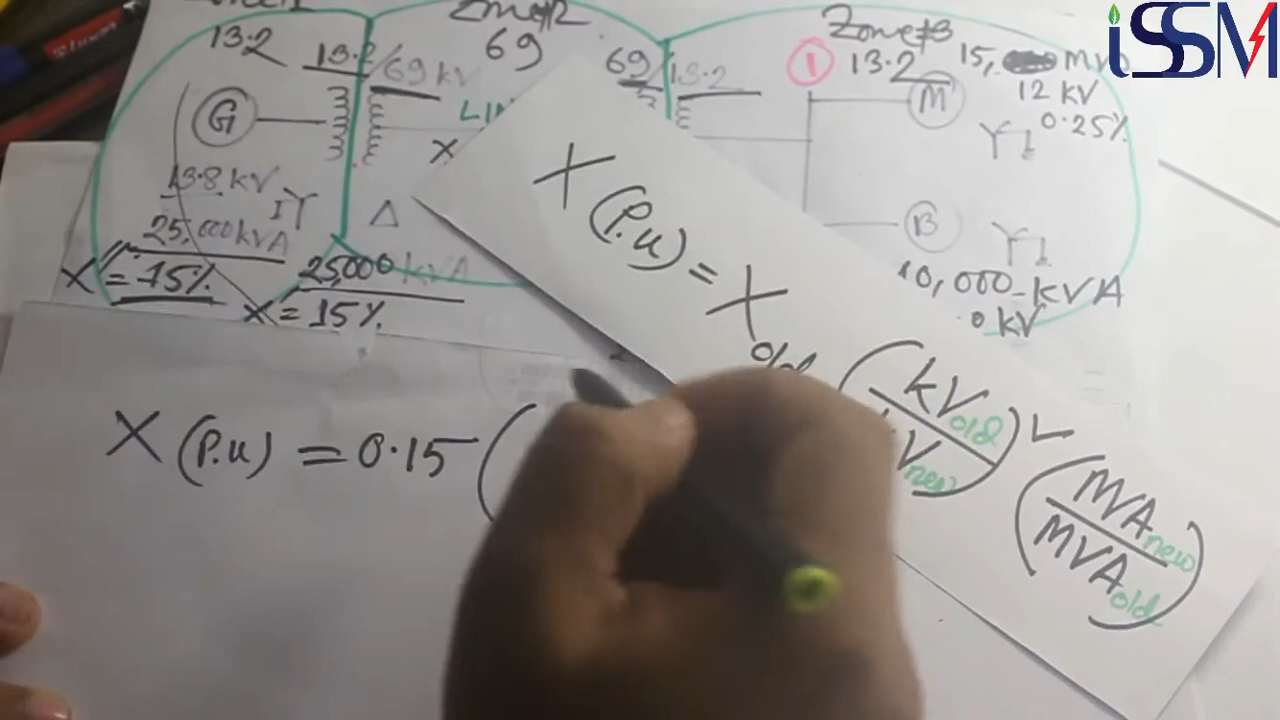 Zone#2
Zone#3
13.2
69
13.2/69 kV
69/13.2
1
13.2
15,
M
12 kV
0.25%
G
X
13.8 kV
25,000 kVA
X = 15%
Δ
25000 kVA
X = 15%
B
10,000 kVA
X(P.u) = X old (kV old / kV new)² (MVA new / MVA old)
X (P.u) = 0.15 (
iSSM